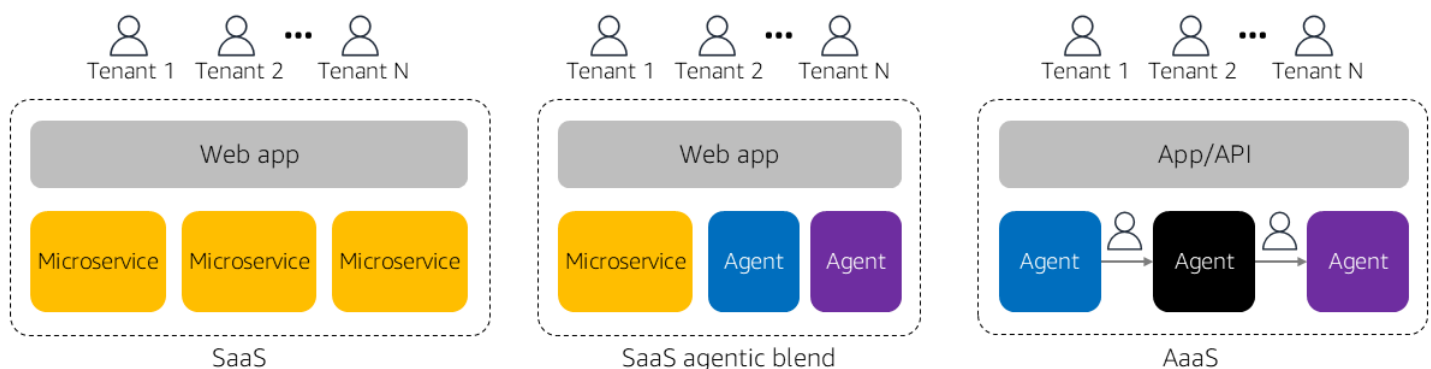 Tenant 1 Tenant 2 ... Tenant N
Web app
Microservice Microservice Microservice
SaaS
Tenant 1 Tenant 2 ... Tenant N
Web app
Microservice Agent Agent
SaaS agentic blend
Tenant 1 Tenant 2 ... Tenant N
App/API
Agent Agent Agent
AaaS